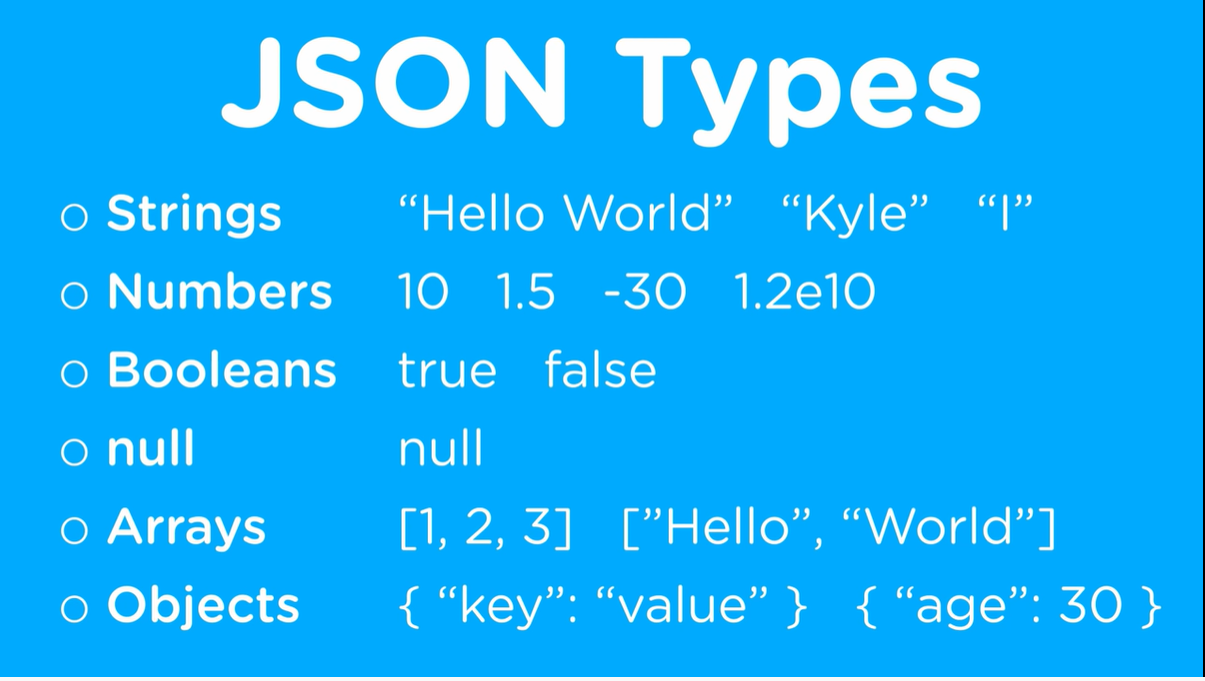 JSON Types
○ Strings “Hello World” “Kyle” “I”
○ Numbers 10 1.5 -30 1.2e10
○ Booleans true false
○ null null
○ Arrays [1, 2, 3] [”Hello”, “World”]
○ Objects { “key”: “value” } { “age”: 30 }